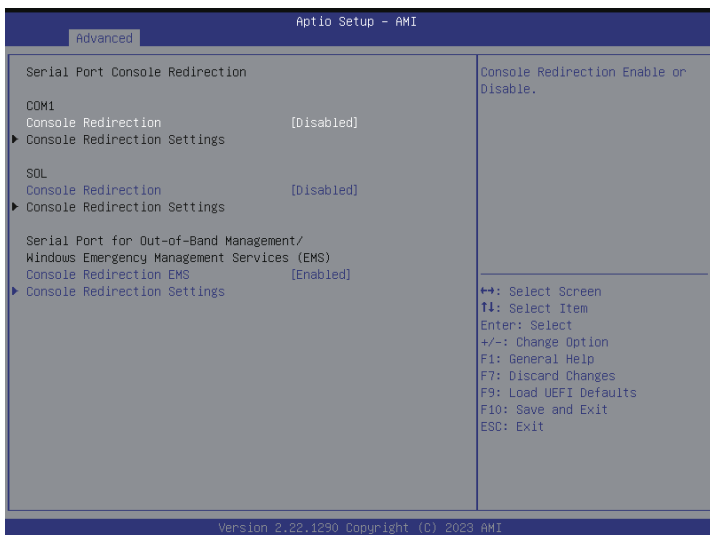 Aptio Setup – AMI
Advanced
Serial Port Console Redirection
COM1
Console Redirection [Disabled]
▶ Console Redirection Settings
SOL
Console Redirection [Disabled]
▶ Console Redirection Settings
Serial Port for Out-of-Band Management/
Windows Emergency Management Services (EMS)
Console Redirection EMS [Enabled]
▶ Console Redirection Settings
Console Redirection Enable or
Disable.
↔: Select Screen
↑↓: Select Item
Enter: Select
+/-: Change Option
F1: General Help
F7: Discard Changes
F9: Load UEFI Defaults
F10: Save and Exit
ESC: Exit
Version 2.22.1290 Copyright (C) 2023 AMI